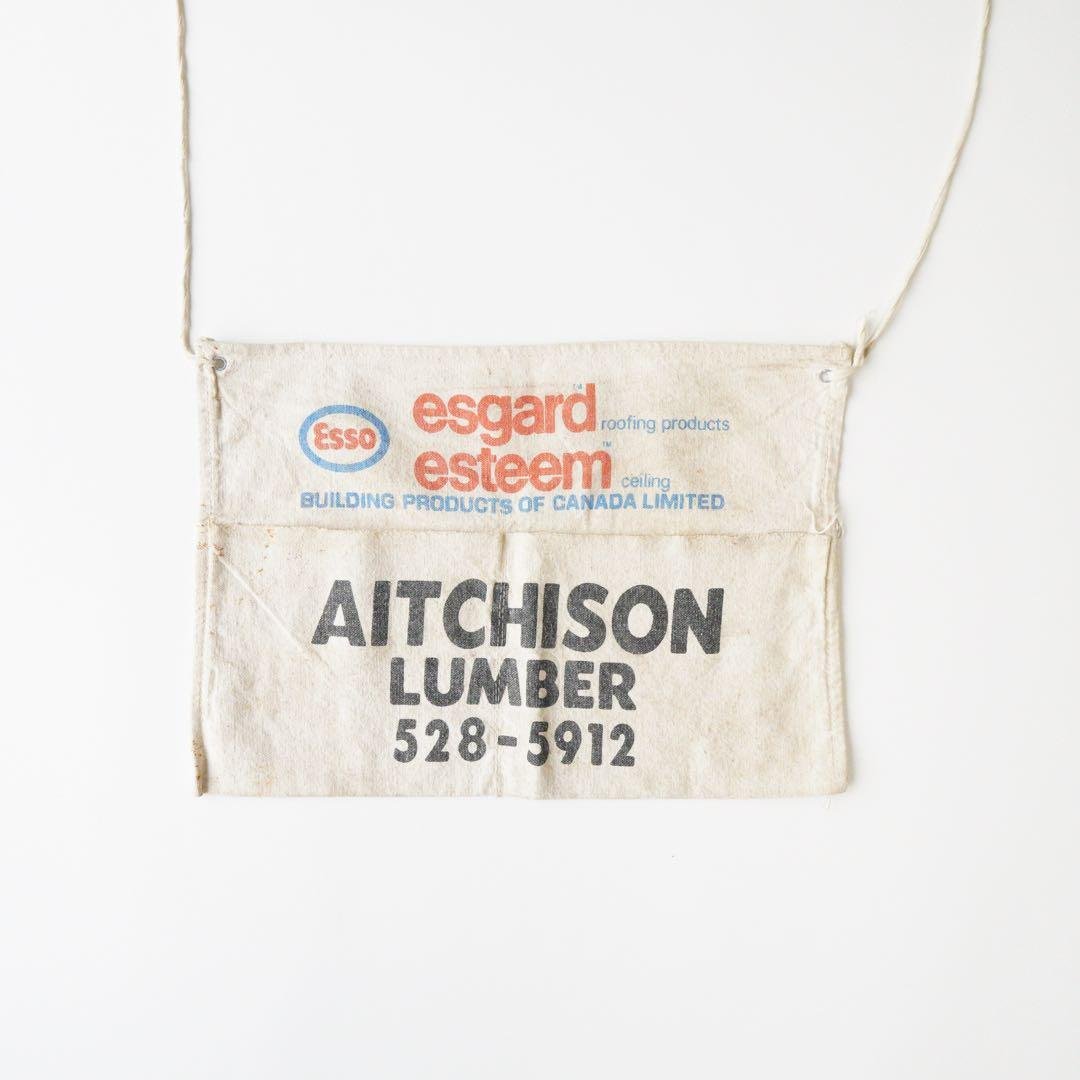 Esso
esgard™ roofing products
esteem™ ceiling
BUILDING PRODUCTS OF CANADA LIMITED
AITCHISON
LUMBER
528-5912